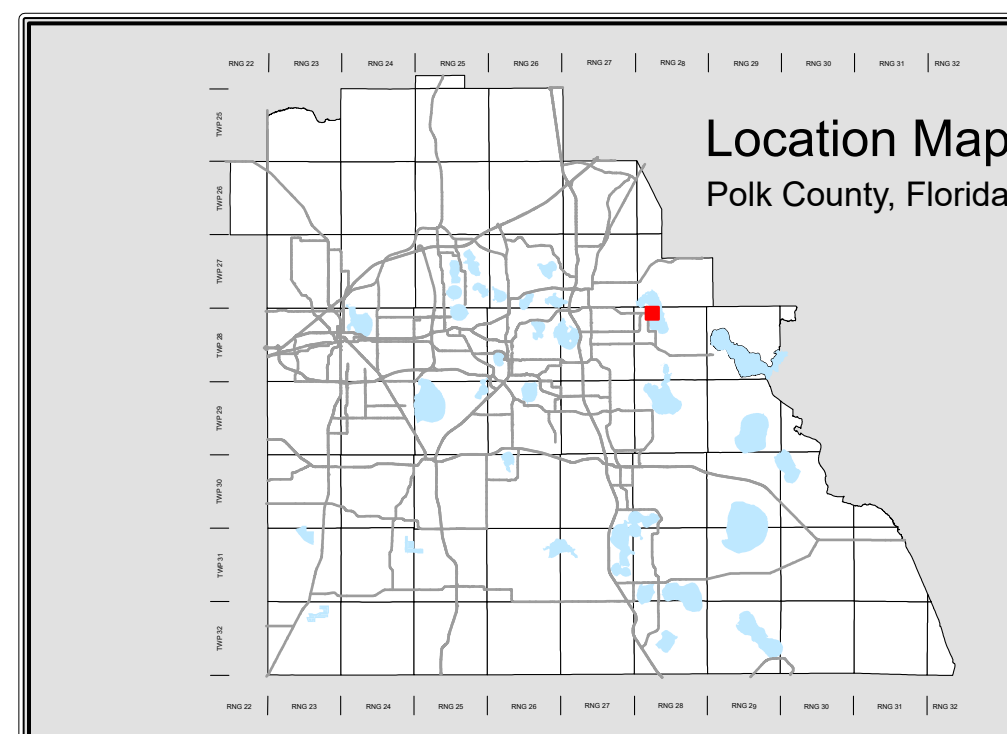 RNG 22 RNG 23 RNG 24 RNG 25 RNG 26 RNG 27 RNG 28 RNG 29 RNG 30 RNG 31 RNG 32
Location Map
Polk County, Florida
TWP 25
TWP 26
TWP 27
TWP 28
TWP 29
TWP 30
TWP 31
TWP 32
RNG 22 RNG 23 RNG 24 RNG 25 RNG 26 RNG 27 RNG 28 RNG 29 RNG 30 RNG 31 RNG 32